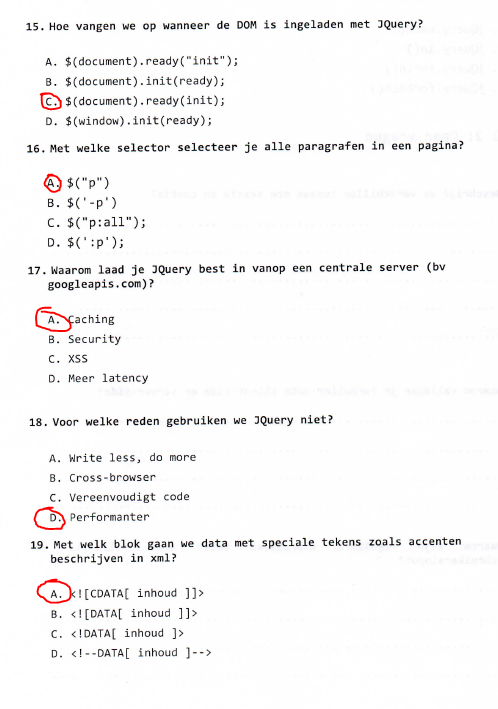 15. Hoe vangen we op wanneer de DOM is ingeladen met JQuery?
A. $(document).ready("init");
B. $(document).init(ready);
C. $(document).ready(init);
D. $(window).init(ready);
16. Met welke selector selecteer je alle paragrafen in een pagina?
A. $("p")
B. $('-p')
C. $("p:all");
D. $(':p');
17. Waarom laad je JQuery best in vanop een centrale server (bv
googleapis.com)?
A. Caching
B. Security
C. XSS
D. Meer latency
18. Voor welke reden gebruiken we JQuery niet?
A. Write less, do more
B. Cross-browser
C. Vereenvoudigt code
D. Performanter
19. Met welk blok gaan we data met speciale tekens zoals accenten
beschrijven in xml?
A. <![CDATA[ inhoud ]]>
B. <![DATA[ inhoud ]]>
C. <!DATA[ inhoud ]>
D. <!--DATA[ inhoud ]-->